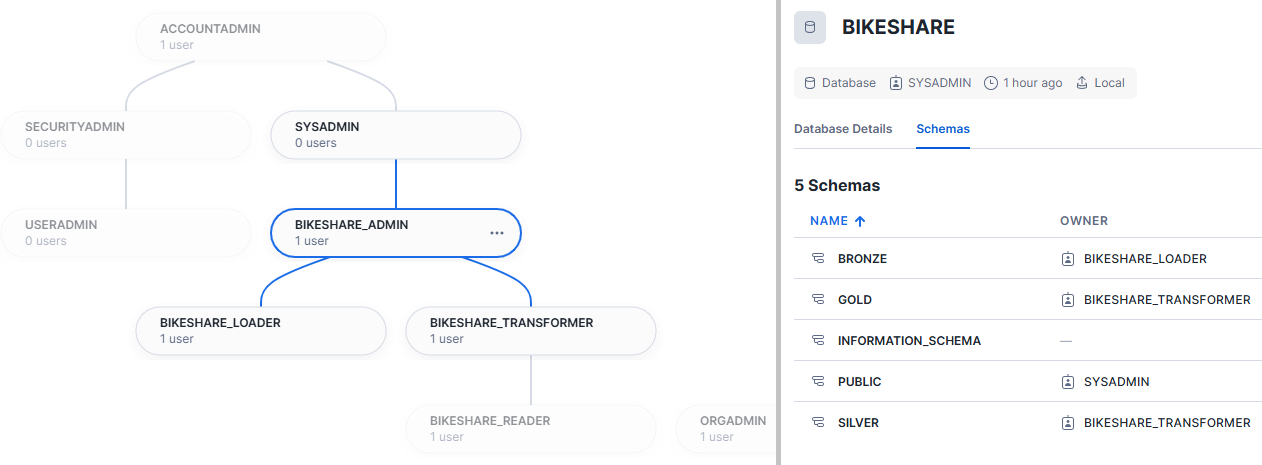 ACCOUNTADMIN
1 user
SECURITYADMIN
0 users
SYSADMIN
0 users
USERADMIN
0 users
BIKESHARE_ADMIN
1 user
BIKESHARE_LOADER
1 user
BIKESHARE_TRANSFORMER
1 user
BIKESHARE_READER
1 user
ORGADMIN
1 user
BIKESHARE
Database SYSADMIN 1 hour ago Local
Database Details Schemas
5 Schemas
NAME OWNER
BRONZE BIKESHARE_LOADER
GOLD BIKESHARE_TRANSFORMER
INFORMATION_SCHEMA —
PUBLIC SYSADMIN
SILVER BIKESHARE_TRANSFORMER